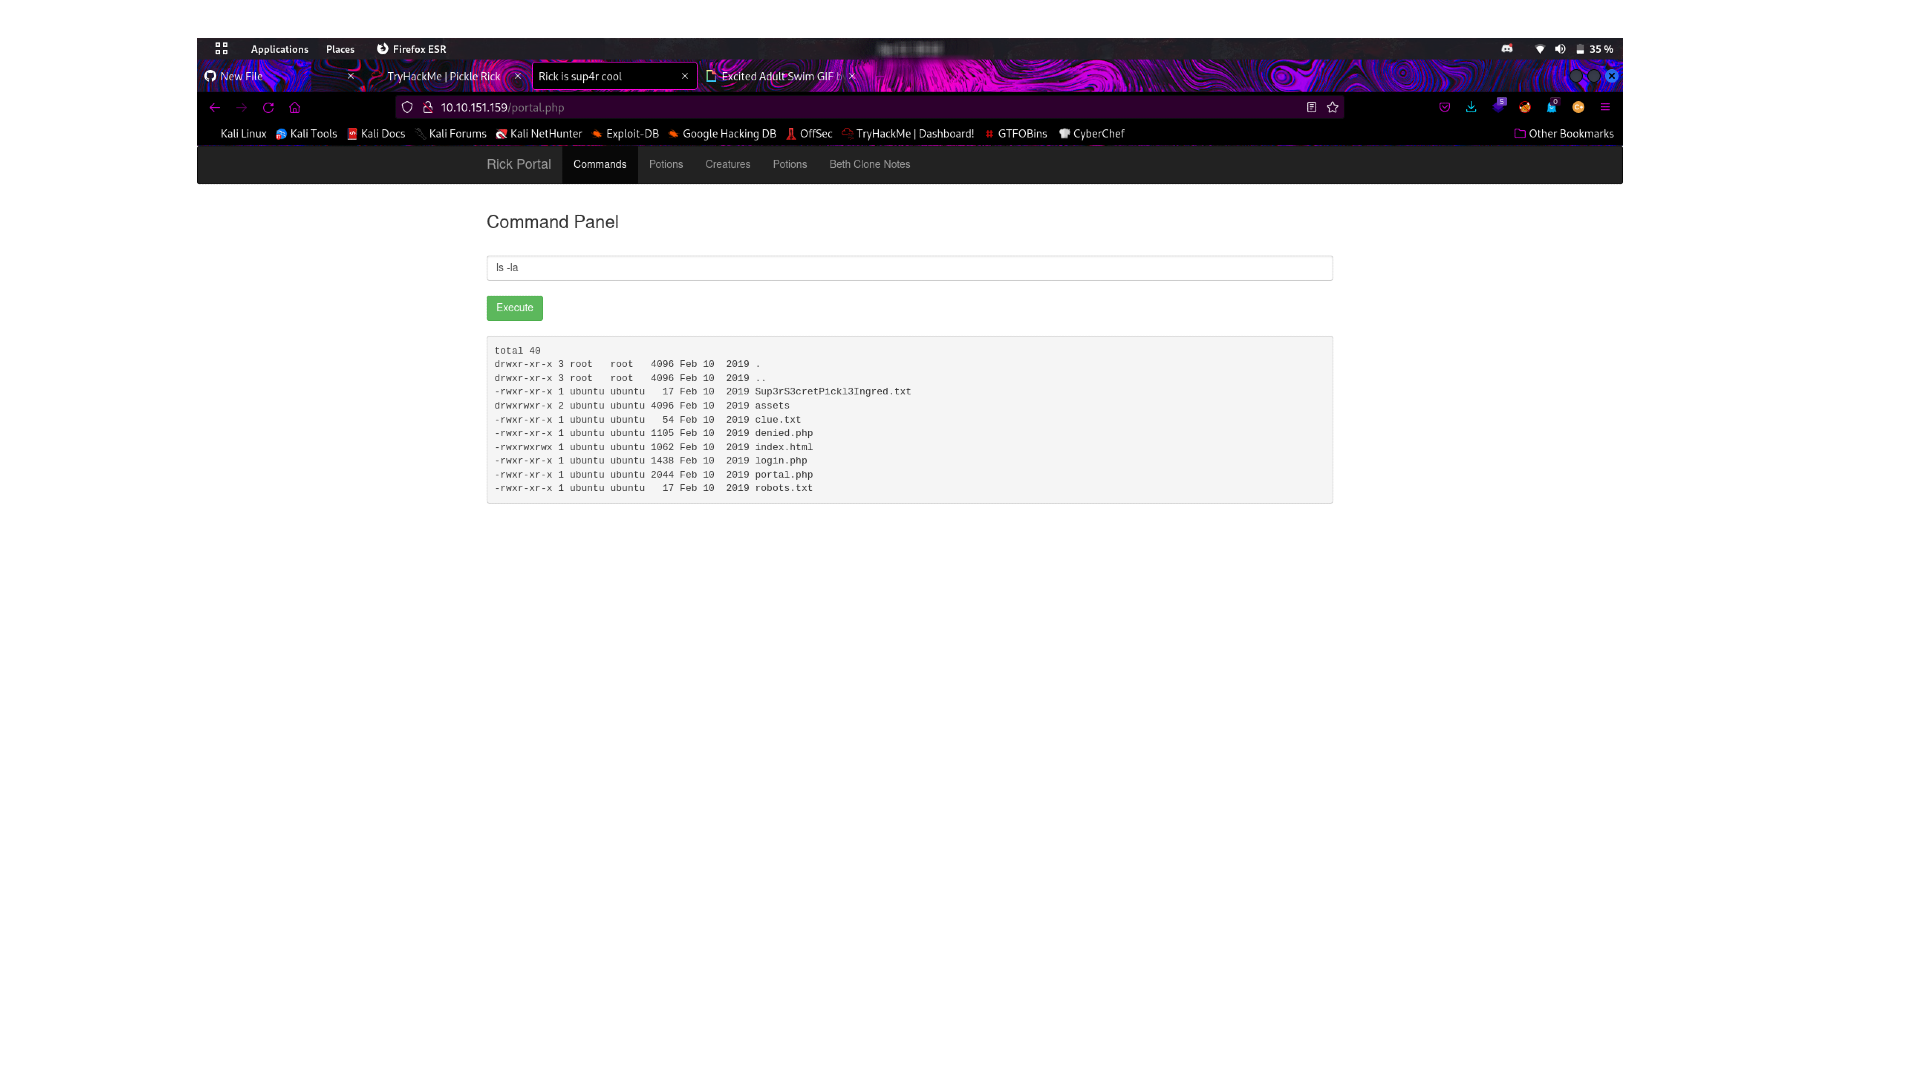 Applications Places Firefox ESR 35 %
New File TryHackMe | Pickle Rick Rick is sup4r cool Excited Adult Swim GIF b
10.10.151.159/portal.php
Kali Linux Kali Tools Kali Docs Kali Forums Kali NetHunter Exploit-DB Google Hacking DB OffSec TryHackMe | Dashboard! GTFOBins CyberChef Other Bookmarks
Rick Portal Commands Potions Creatures Potions Beth Clone Notes
Command Panel
ls -la
Execute
total 40
drwxr-xr-x 3 root   root   4096 Feb 10  2019 .
drwxr-xr-x 3 root   root   4096 Feb 10  2019 ..
-rwxr-xr-x 1 ubuntu ubuntu   17 Feb 10  2019 Sup3rS3cretPickl3Ingred.txt
drwxrwxr-x 2 ubuntu ubuntu 4096 Feb 10  2019 assets
-rwxr-xr-x 1 ubuntu ubuntu   54 Feb 10  2019 clue.txt
-rwxr-xr-x 1 ubuntu ubuntu 1105 Feb 10  2019 denied.php
-rwxrwxrwx 1 ubuntu ubuntu 1062 Feb 10  2019 index.html
-rwxr-xr-x 1 ubuntu ubuntu 1438 Feb 10  2019 login.php
-rwxr-xr-x 1 ubuntu ubuntu 2044 Feb 10  2019 portal.php
-rwxr-xr-x 1 ubuntu ubuntu   17 Feb 10  2019 robots.txt